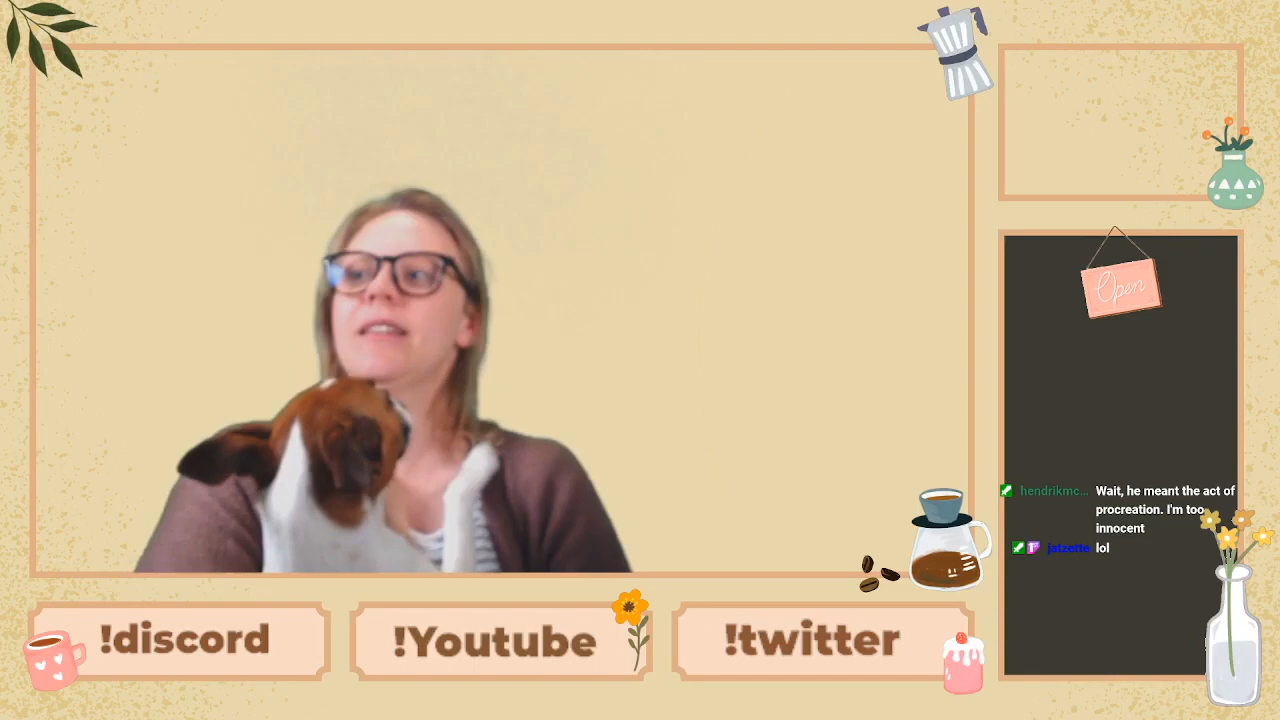 Open
hendrikmc... Wait, he meant the act of
procreation. I'm too
innocent
jatzette lol
!discord
!Youtube
!twitter